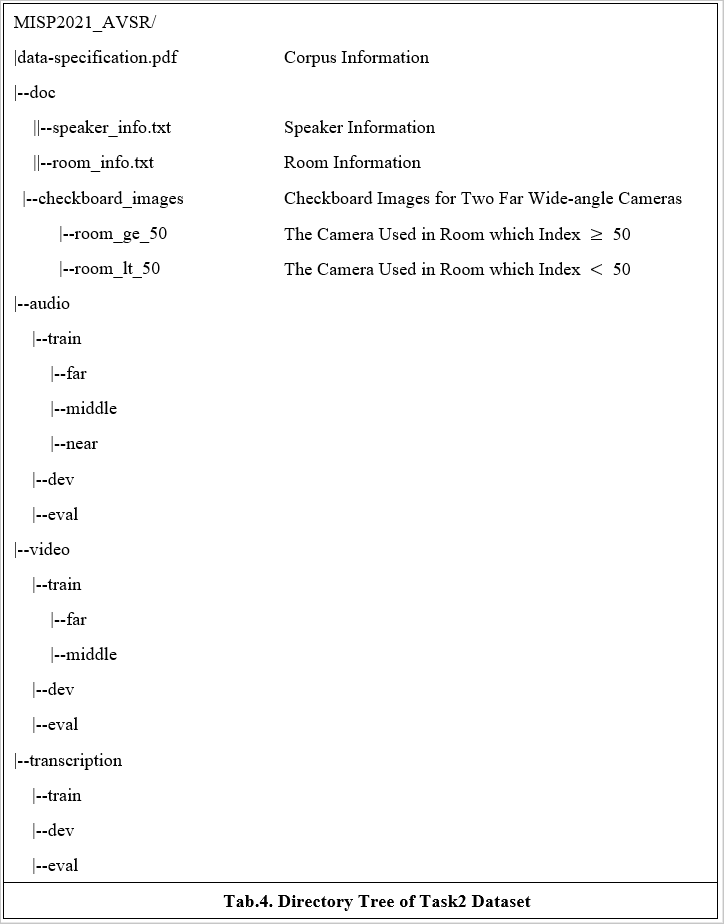 MISP2021_AVSR/
|data-specification.pdf Corpus Information
|--doc
||--speaker_info.txt Speaker Information
||--room_info.txt Room Information
|--checkboard_images Checkboard Images for Two Far Wide-angle Cameras
|--room_ge_50 The Camera Used in Room which Index ≥ 50
|--room_lt_50 The Camera Used in Room which Index < 50
|--audio
|--train
|--far
|--middle
|--near
|--dev
|--eval
|--video
|--train
|--far
|--middle
|--dev
|--eval
|--transcription
|--train
|--dev
|--eval
Tab.4. Directory Tree of Task2 Dataset